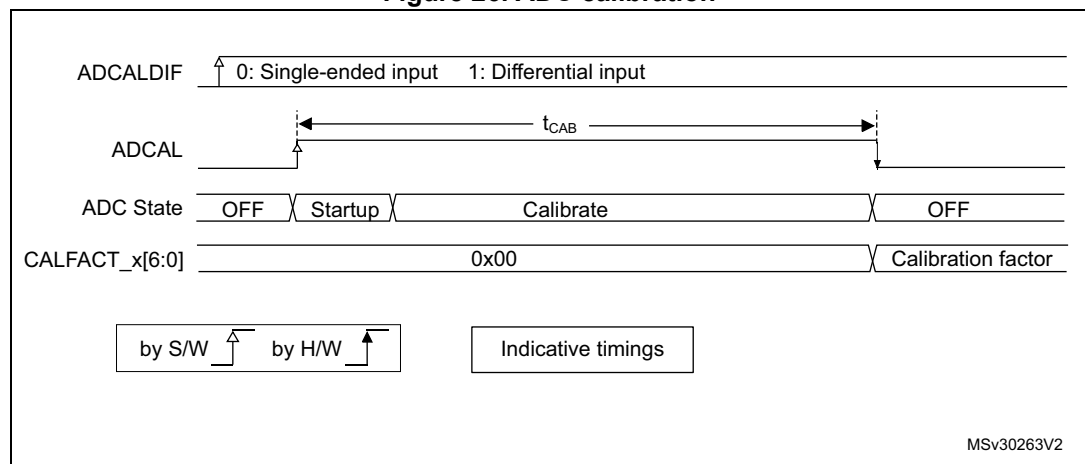 ADCALDIF 0: Single-ended input 1: Differential input
tCAB
ADCAL
ADC State OFF Startup Calibrate OFF
CALFACT_x[6:0] 0x00 Calibration factor
by S/W by H/W Indicative timings
MSv30263V2